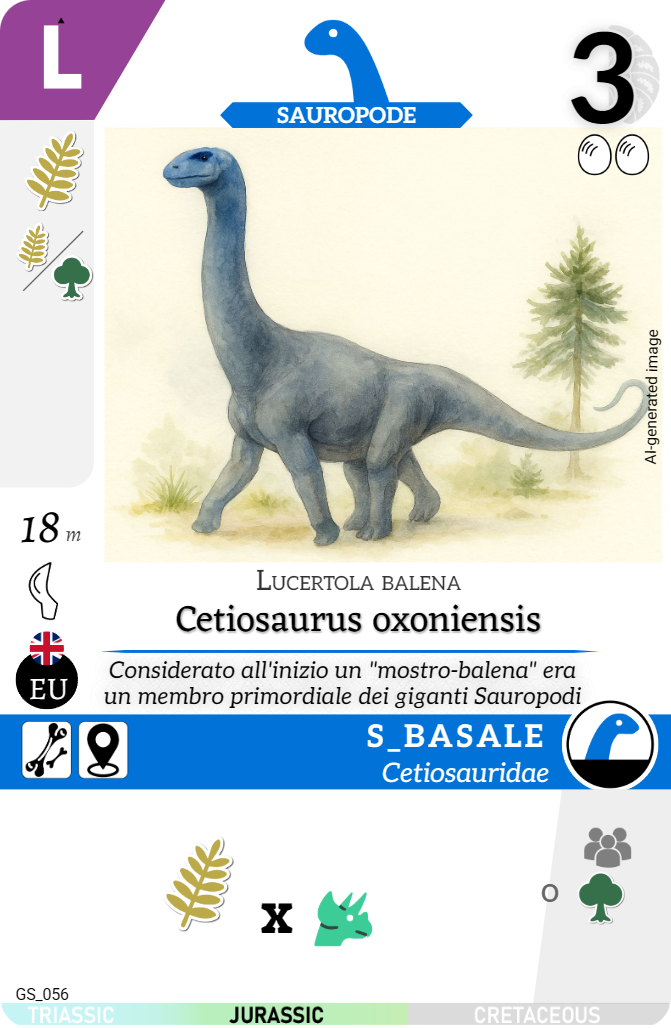 L
SAUROPODE
3
AI-generated image
18 m
LUCERTOLA BALENA
Cetiosaurus oxoniensis
EU
Considerato all'inizio un "mostro-balena" era
un membro primordiale dei giganti Sauropodi
S_BASALE
Cetiosauridae
x
O
GS_056
TRIASSIC JURASSIC CRETACEOUS